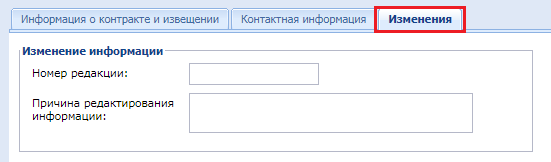 Информация о контракте и извещении Контактная информация Изменения
Изменение информации
Номер редакции:
Причина редактирования
информации: